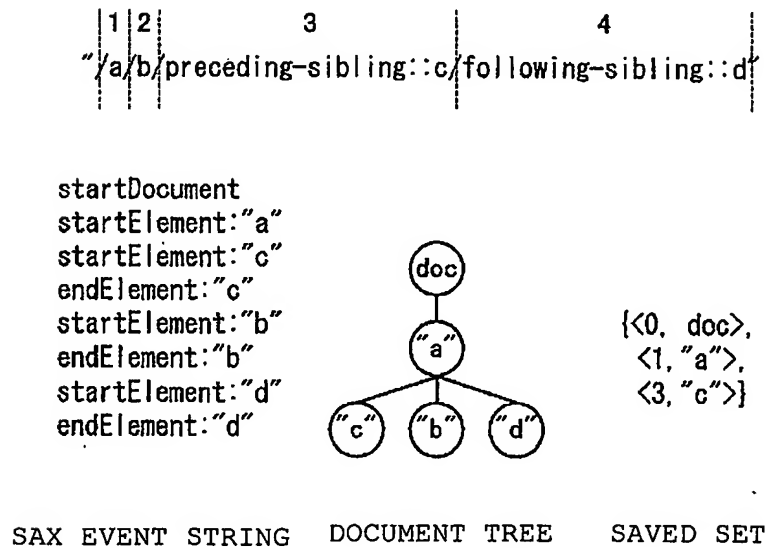 1 2 3 4
"/a/b/preceding-sibling::c/following-sibling::d"
startDocument
startElement:"a"
startElement:"c"
endElement:"c"
startElement:"b"
endElement:"b"
startElement:"d"
endElement:"d"
doc
"a"
"c" "b" "d"
{<0, doc>,
<1,"a">,
<3,"c">}
SAX EVENT STRING DOCUMENT TREE SAVED SET